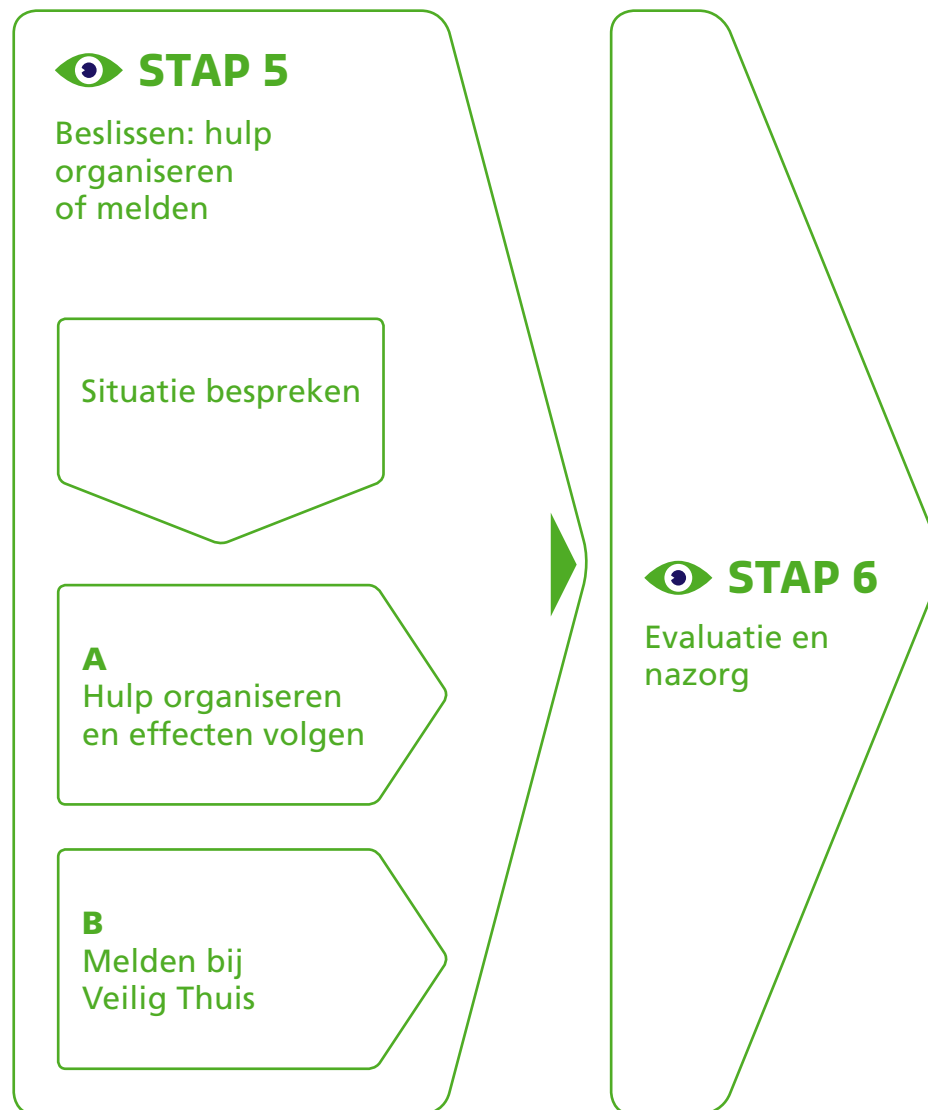 STAP 5
Beslissen: hulp
organiseren
of melden
Situatie bespreken
A
Hulp organiseren
en effecten volgen
B
Melden bij
Veilig Thuis
STAP 6
Evaluatie en
nazorg